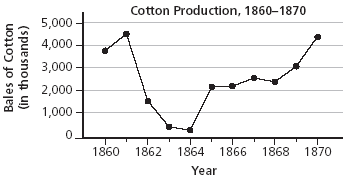 Cotton Production, 1860–1870
Bales of Cotton
(in thousands)
5,000
4,000
3,000
2,000
1,000
0
1860 1862 1864 1866 1868 1870
Year